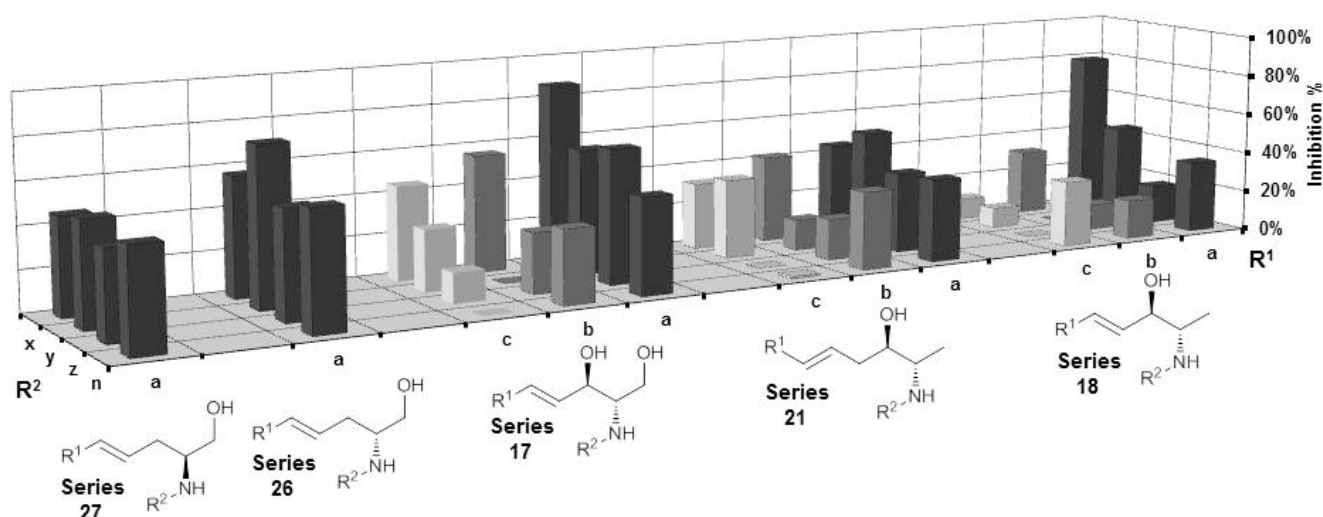 100%
80%
60%
40%
20%
0%
Inhibition %
R¹
a
b
c
a
b
c
a
b
c
a
a
x
y
z
n
R²
OH
R¹
R²-NH
Series
27
OH
R¹
NH
R²
Series
26
OH OH
R¹
NH
R²
Series
17
OH
R¹
R²-NH
Series
21
OH
R¹
NH
R²
Series
18